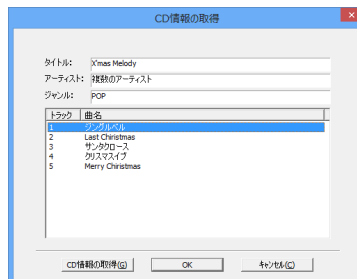 CD情報の取得
タイトル: X'mas Melody
アーティスト: 複数のアーティスト
ジャンル: POP
トラック 曲名
1 ジングルベル
2 Last Christmas
3 サンタクロース
4 クリスマスイブ
5 Merry Chiristmas
CD情報の取得(G) OK キャンセル(C)